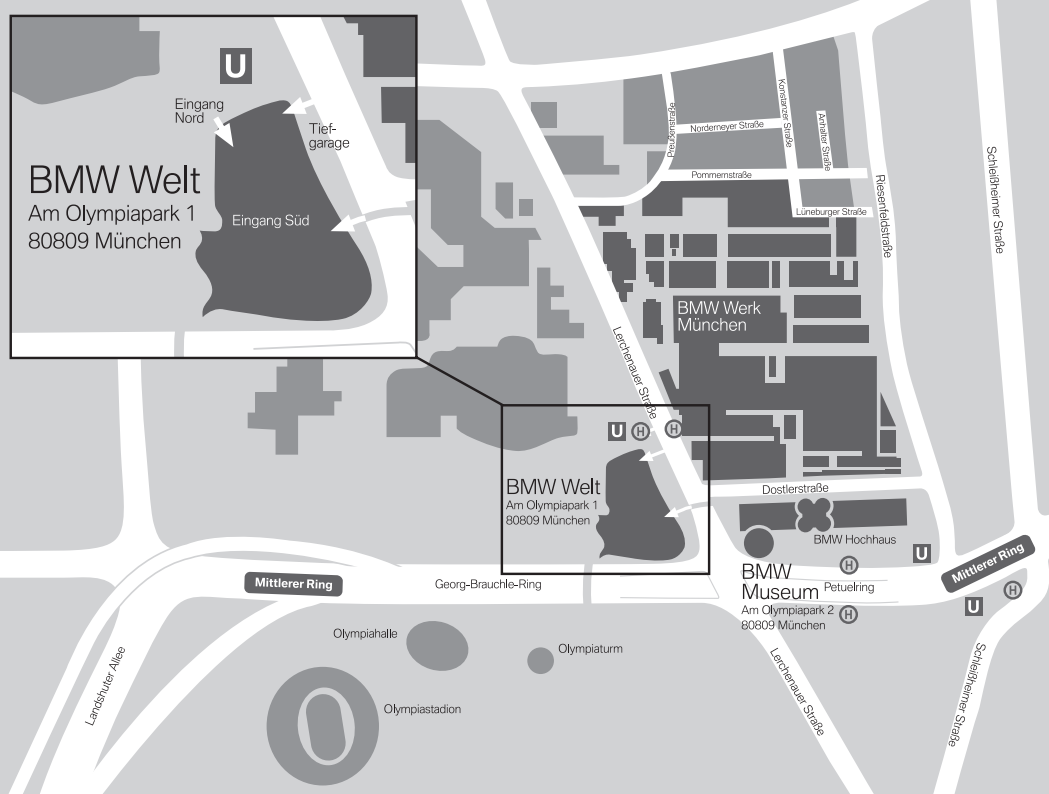 U
Eingang
Nord
Tief-
garage
BMW Welt
Am Olympiapark 1
80809 München
Eingang Süd
Preußenstraße
Norderneyer Straße
Konstanzer Straße
Anhalter Straße
Pommernstraße
Lüneburger Straße
Riesenfeldstraße
Schleißheimer Straße
BMW Werk
München
Lerchenauer Straße
U
H
H
BMW Welt
Am Olympiapark 1
80809 München
Dostlerstraße
BMW Hochhaus
U
H
BMW
Museum
Am Olympiapark 2
80809 München
Petuelring
H
Mittlerer Ring
H
U
Mittlerer Ring
Georg-Brauchle-Ring
Olympiahalle
Olympiaturm
Olympiastadion
Landshuter Allee
Lerchenauer Straße
Schleißheimer Straße